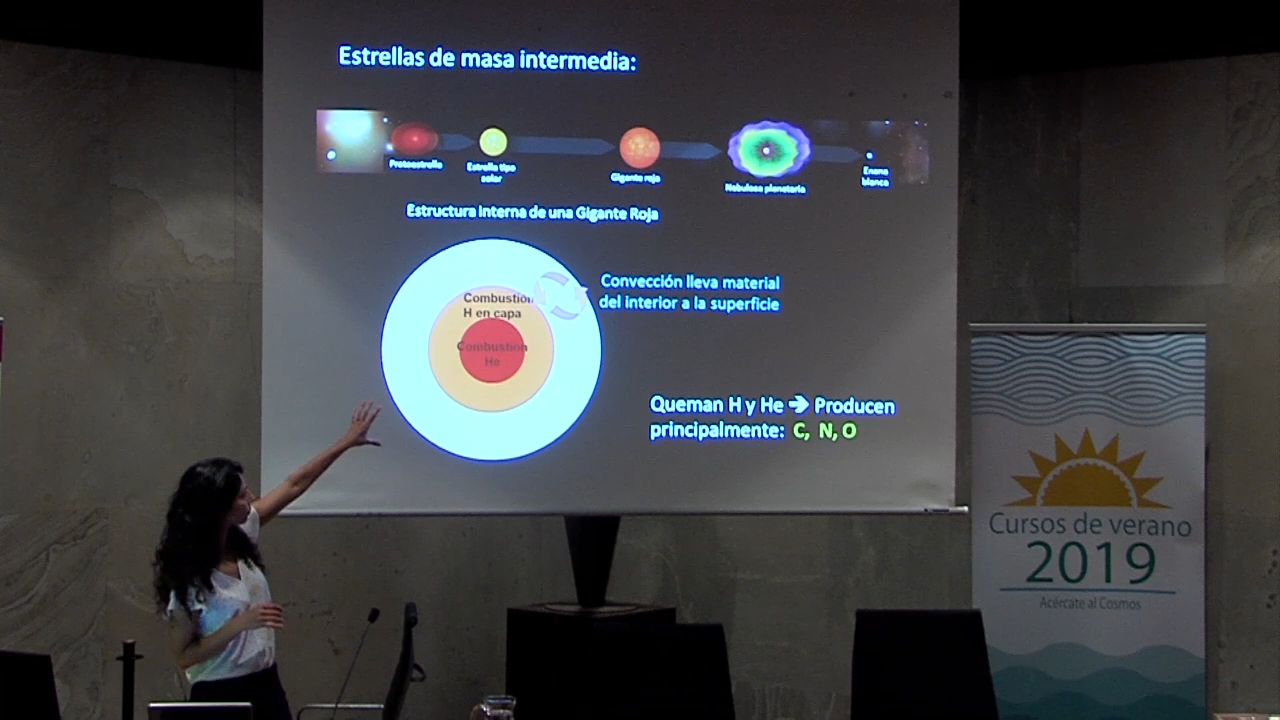 Estrellas de masa intermedia:
Protoestrella
Estrella tipo
solar
Gigante roja
Nebulosa planetaria
Enana
blanca
Estructura Interna de una Gigante Roja
Convección lleva material
del interior a la superficie
Combustion
H en capa
Combustion
He
Queman H y He ➔ Producen
principalmente: C, N, O
Cursos de verano
2019
Acércate al Cosmos